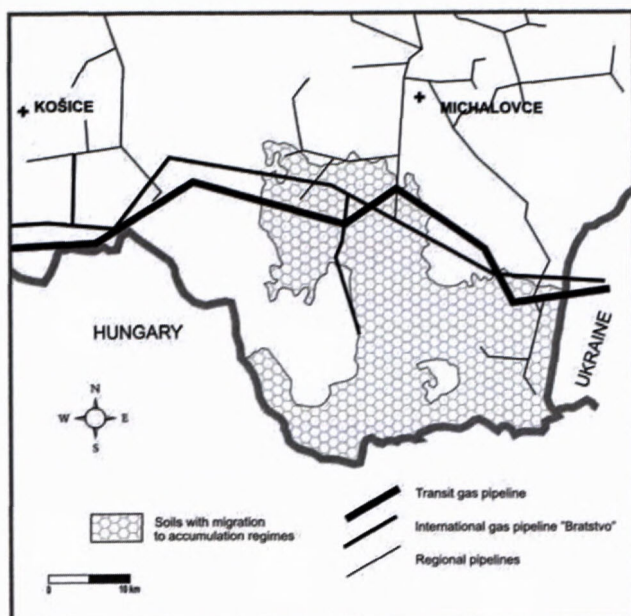 KOŠICE
MICHALOVCE
HUNGARY
UKRAINE
N
W E
S
Soils with migration
to accumulation regimes
Transit gas pipeline
International gas pipeline "Bratstvo"
Regional pipelines
0 10 km